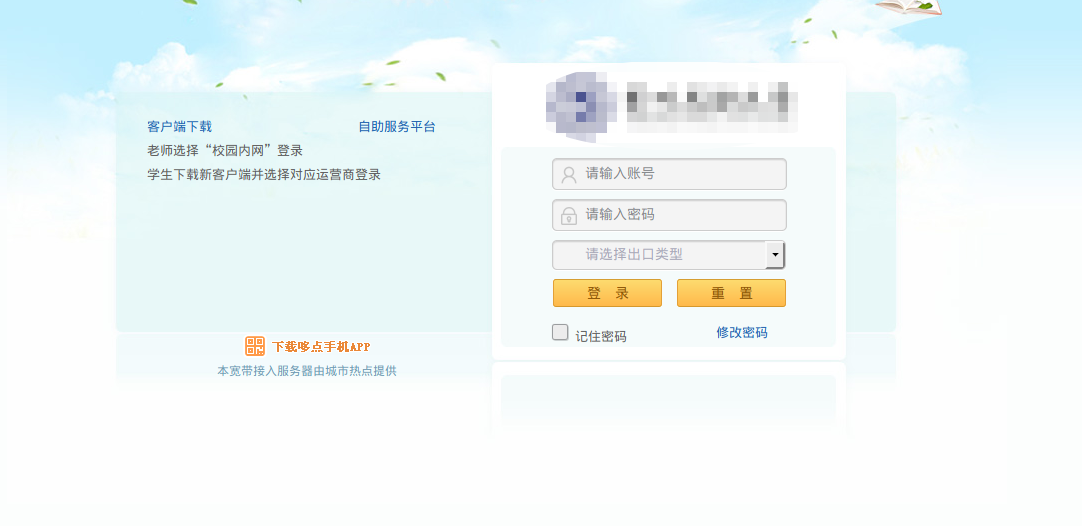 客户端下载
自助服务平台
老师选择“校园内网”登录
学生下载新客户端并选择对应运营商登录
下载哆点手机APP
本宽带接入服务器由城市热点提供
请输入账号
请输入密码
请选择出口类型
登 录
重 置
记住密码
修改密码